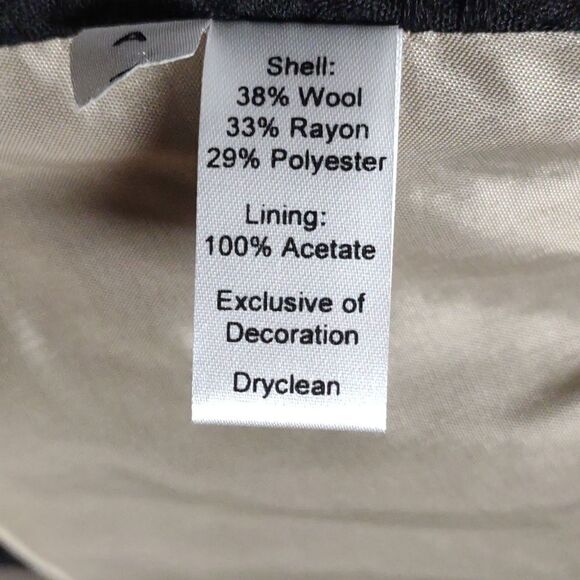 Shell:
38% Wool
33% Rayon
29% Polyester
Lining:
100% Acetate
Exclusive of
Decoration
Dryclean